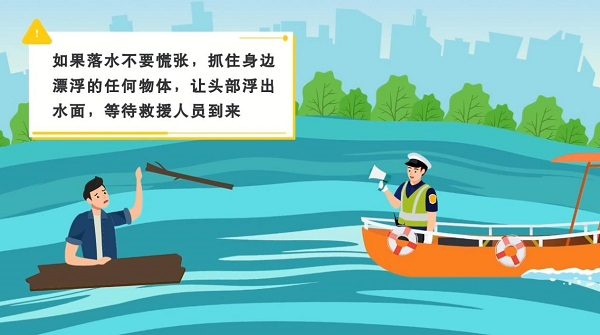 如果落水不要慌张，抓住身边
漂浮的任何物体，让头部浮出
水面，等待救援人员到来